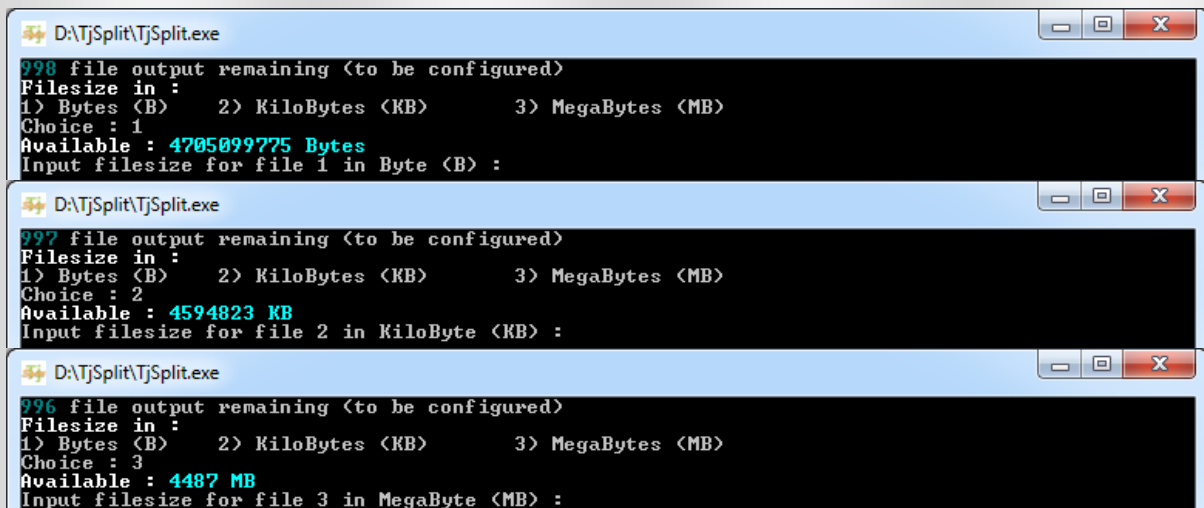 D:\TjSplit\TjSplit.exe
998 file output remaining (to be configured)
Filesize in :
1) Bytes (B) 2) KiloBytes (KB) 3) MegaBytes (MB)
Choice : 1
Available : 4705099775 Bytes
Input filesize for file 1 in Byte (B) :
D:\TjSplit\TjSplit.exe
997 file output remaining (to be configured)
Filesize in :
1) Bytes (B) 2) KiloBytes (KB) 3) MegaBytes (MB)
Choice : 2
Available : 4594823 KB
Input filesize for file 2 in KiloByte (KB) :
D:\TjSplit\TjSplit.exe
996 file output remaining (to be configured)
Filesize in :
1) Bytes (B) 2) KiloBytes (KB) 3) MegaBytes (MB)
Choice : 3
Available : 4487 MB
Input filesize for file 3 in MegaByte (MB) :